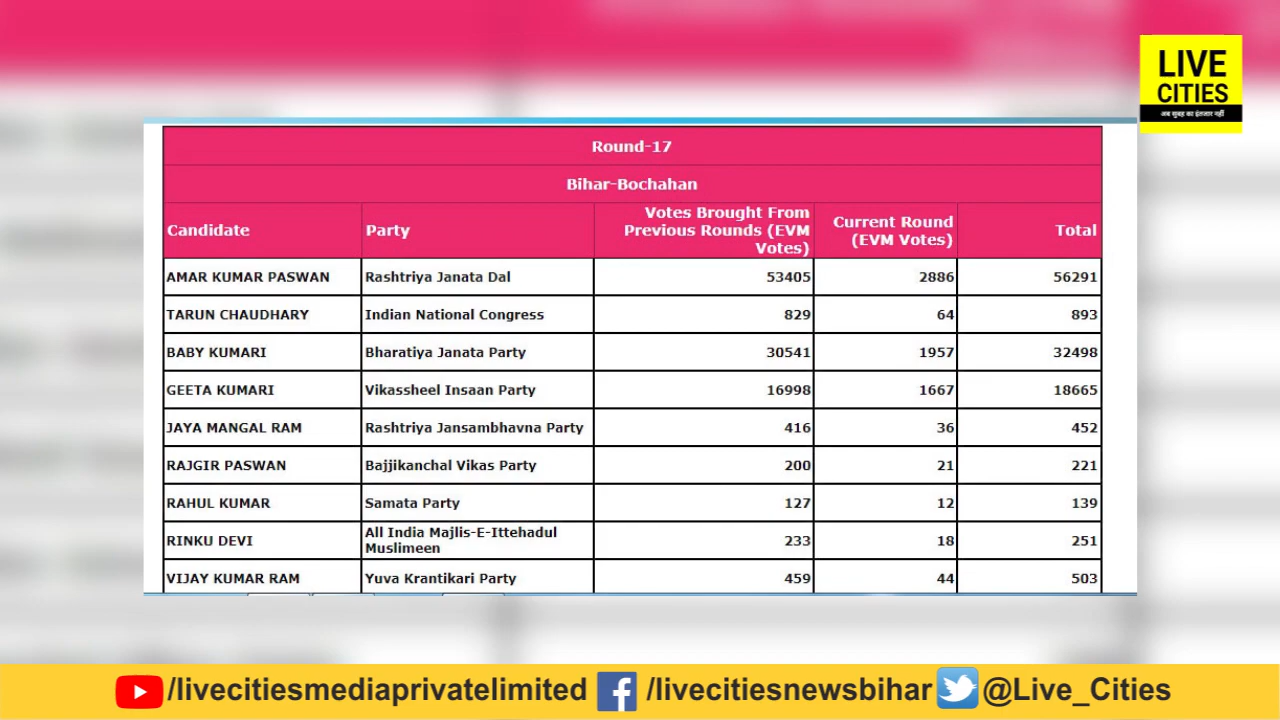 LIVE
CITIES
अब सुबह का इंतजार नहीं
Round-17
Bihar-Bochahan
Candidate Party Votes Brought From Previous Rounds (EVM Votes) Current Round (EVM Votes) Total
AMAR KUMAR PASWAN Rashtriya Janata Dal 53405 2886 56291
TARUN CHAUDHARY Indian National Congress 829 64 893
BABY KUMARI Bharatiya Janata Party 30541 1957 32498
GEETA KUMARI Vikassheel Insaan Party 16998 1667 18665
JAYA MANGAL RAM Rashtriya Jansambhavna Party 416 36 452
RAJGIR PASWAN Bajjikanchal Vikas Party 200 21 221
RAHUL KUMAR Samata Party 127 12 139
RINKU DEVI All India Majlis-E-Ittehadul Muslimeen 233 18 251
VIJAY KUMAR RAM Yuva Krantikari Party 459 44 503
/livecitiesmediaprivatelimited /livecitiesnewsbihar @Live_Cities